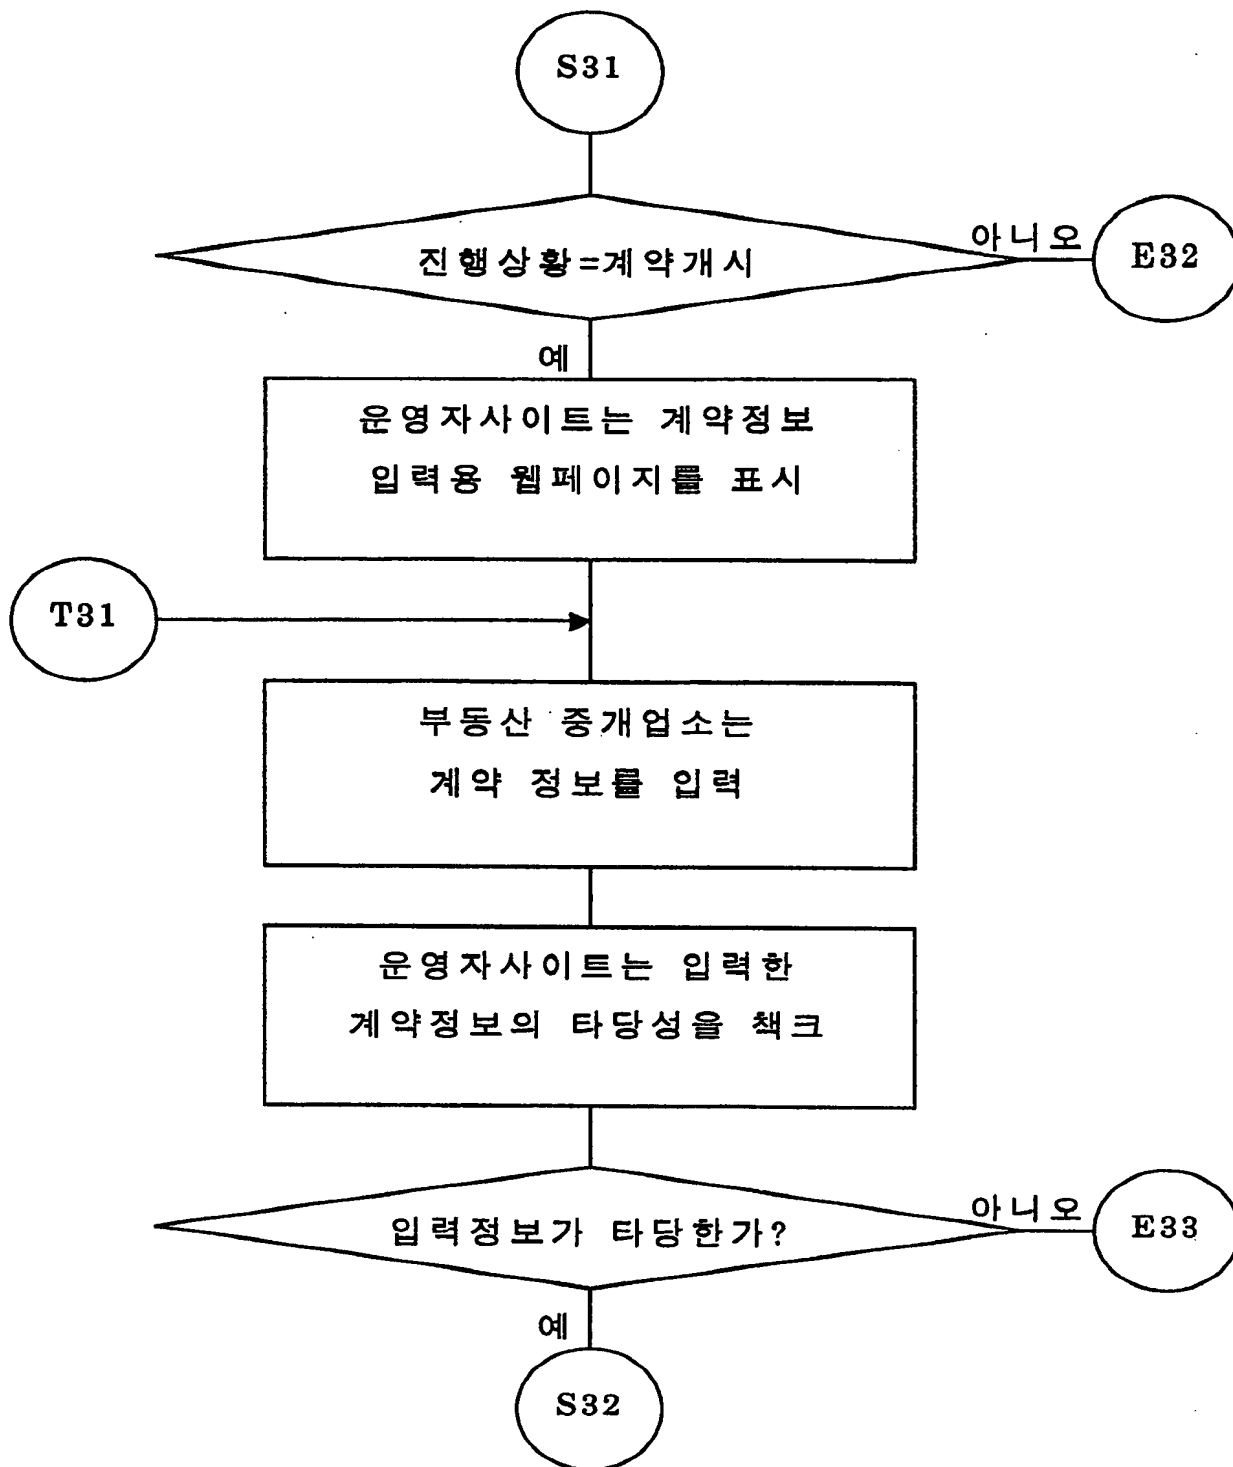 S31
진행상황=계약개시
아니오
E32
예
운영자사이트는 계약정보
입력용 웹페이지를 표시
T31
부동산 중개업소는
계약 정보를 입력
운영자사이트는 입력한
계약정보의 타당성을 책크
입력정보가 타당한가?
아니오
E33
예
S32